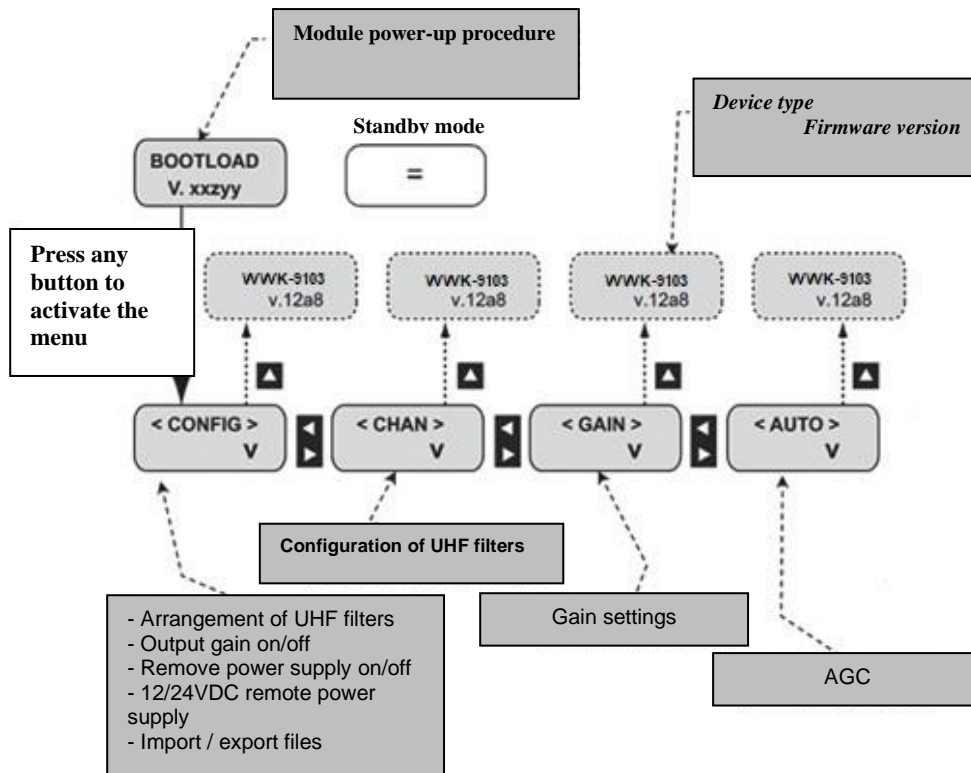 Module power-up procedure
Device type
Firmware version
Standby mode
BOOTLOAD
V. xxzyy
=
Press any
button to
activate the
menu
WWK-9103
v.12a8
WWK-9103
v.12a8
WWK-9103
v.12a8
WWK-9103
v.12a8
< CONFIG >
V
< CHAN >
V
< GAIN >
V
< AUTO >
V
Configuration of UHF filters
- Arrangement of UHF filters
- Output gain on/off
- Remove power supply on/off
- 12/24VDC remote power
supply
- Import / export files
Gain settings
AGC